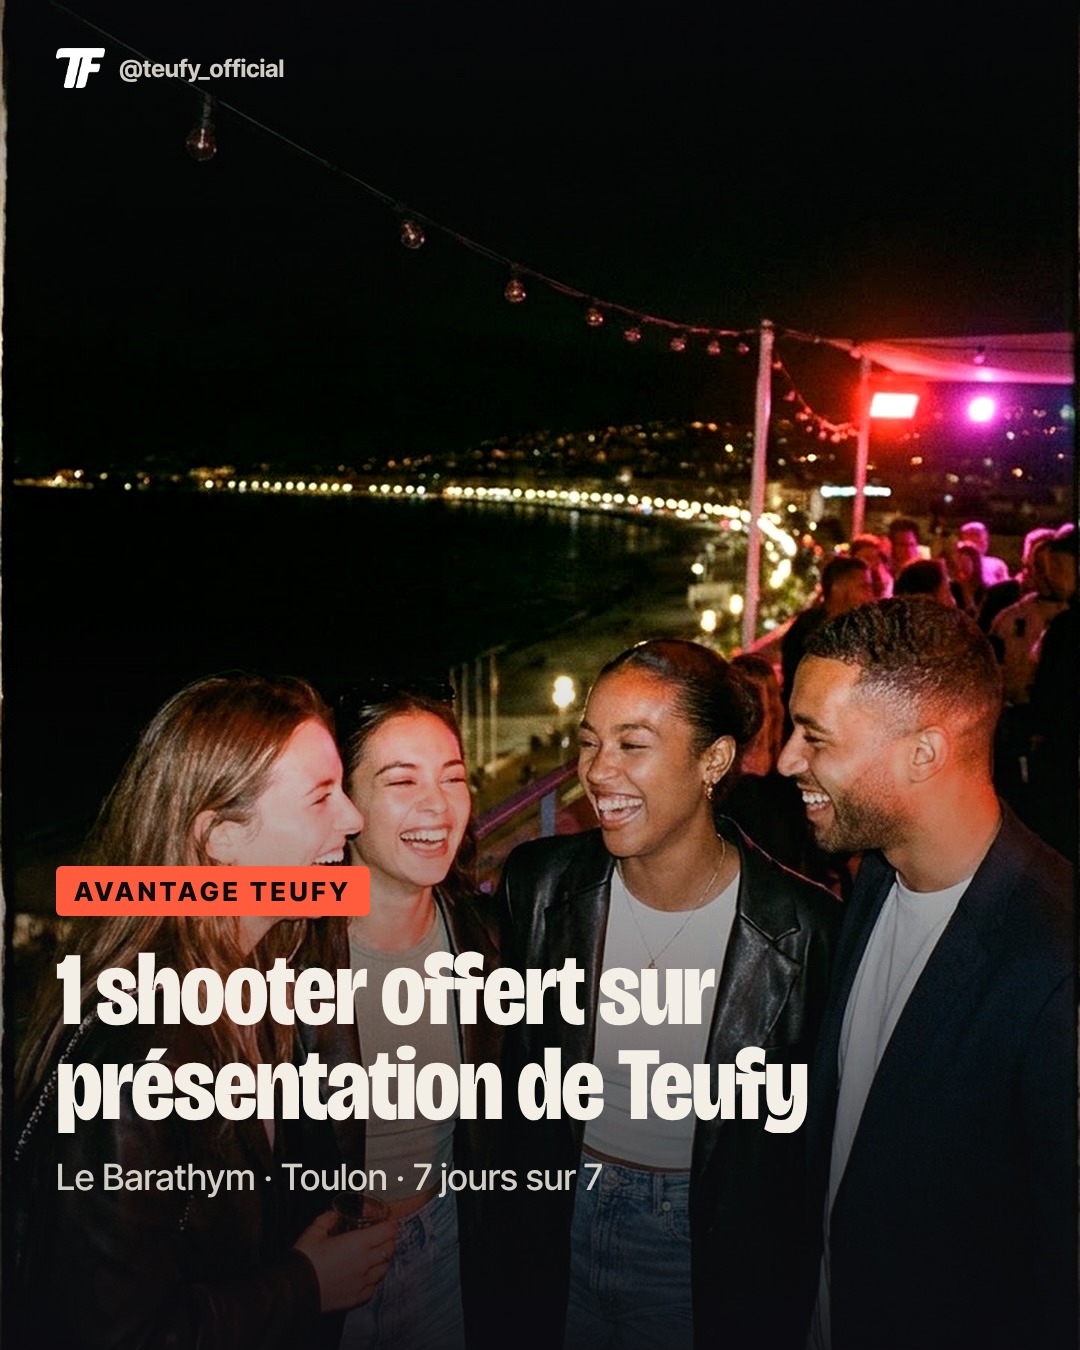 TF @teufy_official
AVANTAGE TEUFY
1 shooter offert sur
présentation de Teufy
Le Barathym · Toulon · 7 jours sur 7